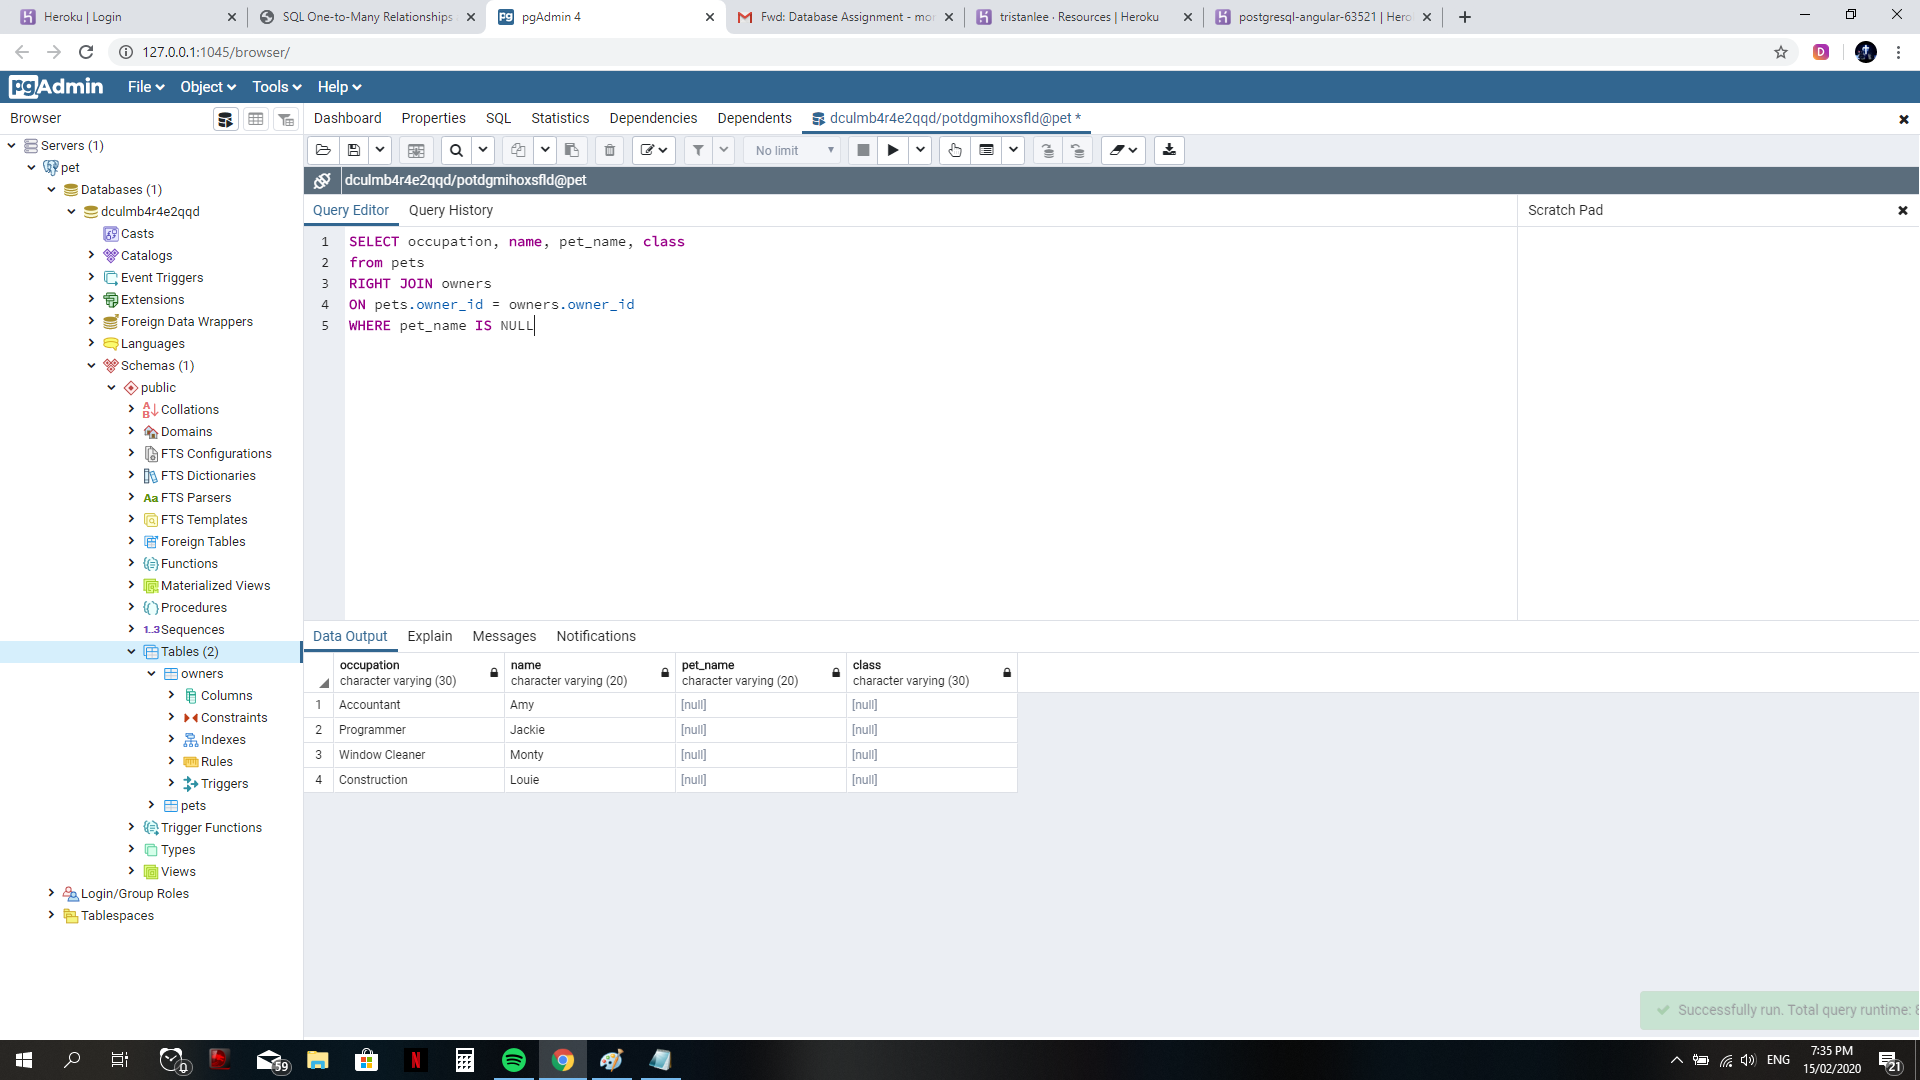 Heroku | Login
SQL One-to-Many Relationships
pgAdmin 4
Fwd: Database Assignment - mor
tristanlee · Resources | Heroku
postgresql-angular-63521 | Hero
127.0.0.1:1045/browser/
D
pgAdmin
File
Object
Tools
Help
Browser
Dashboard
Properties
SQL
Statistics
Dependencies
Dependents
dculmb4r4e2qqd/potdgmihoxsfld@pet *
No limit
dculmb4r4e2qqd/potdgmihoxsfld@pet
Query Editor
Query History
Scratch Pad
1 SELECT occupation, name, pet_name, class
2 from pets
3 RIGHT JOIN owners
4 ON pets.owner_id = owners.owner_id
5 WHERE pet_name IS NULL
Servers (1)
pet
Databases (1)
dculmb4r4e2qqd
Casts
Catalogs
Event Triggers
Extensions
Foreign Data Wrappers
Languages
Schemas (1)
public
Collations
Domains
FTS Configurations
FTS Dictionaries
Aa FTS Parsers
FTS Templates
Foreign Tables
Functions
Materialized Views
Procedures
1..3 Sequences
Tables (2)
owners
Columns
Constraints
Indexes
Rules
Triggers
pets
Trigger Functions
Types
Views
Login/Group Roles
Tablespaces
Data Output
Explain
Messages
Notifications
occupation name pet_name class
character varying (30) character varying (20) character varying (20) character varying (30)
1 Accountant Amy [null] [null]
2 Programmer Jackie [null] [null]
3 Window Cleaner Monty [null] [null]
4 Construction Louie [null] [null]
Successfully run. Total query runtime:
59
ENG
7:35 PM
15/02/2020
21